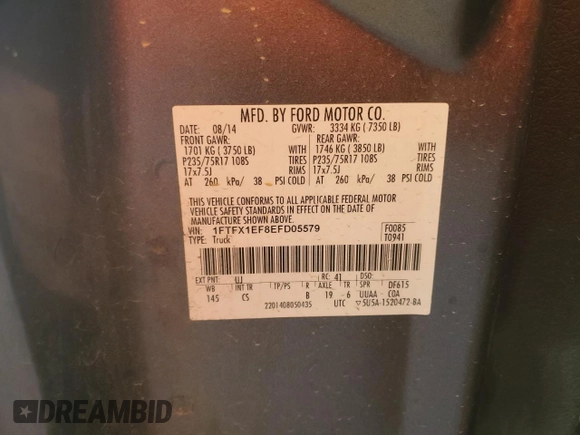 MFD. BY FORD MOTOR CO.
DATE: 08/14 GVWR: 3334 KG ( 7350 LB)
FRONT GAWR: REAR GAWR:
1701 KG ( 3750 LB) WITH 1746 KG ( 3850 LB) WITH
P235/75R17 108S TIRES P235/75R17 108S TIRES
17x7.5J RIMS 17x7.5J RIMS
AT 260 kPa/ 38 PSI COLD AT 260 kPa/ 38 PSI COLD
THIS VEHICLE CONFORMS TO ALL APPLICABLE FEDERAL MOTOR
VEHICLE SAFETY STANDARDS IN EFFECT ON THE DATE OF
MANUFACTURE SHOWN ABOVE.
VIN: 1FTFX1EF8EFD05579 F0085
TYPE: Truck T0941
EXT PNT: UJ RC: 41 DSO:
WB INT TR TP/PS R AXLE TR SPR DF615
145 CS B 19 6 UUAA CDA
2201408050435 UTC ▽5U5A-1520472-BA
DREAMBID